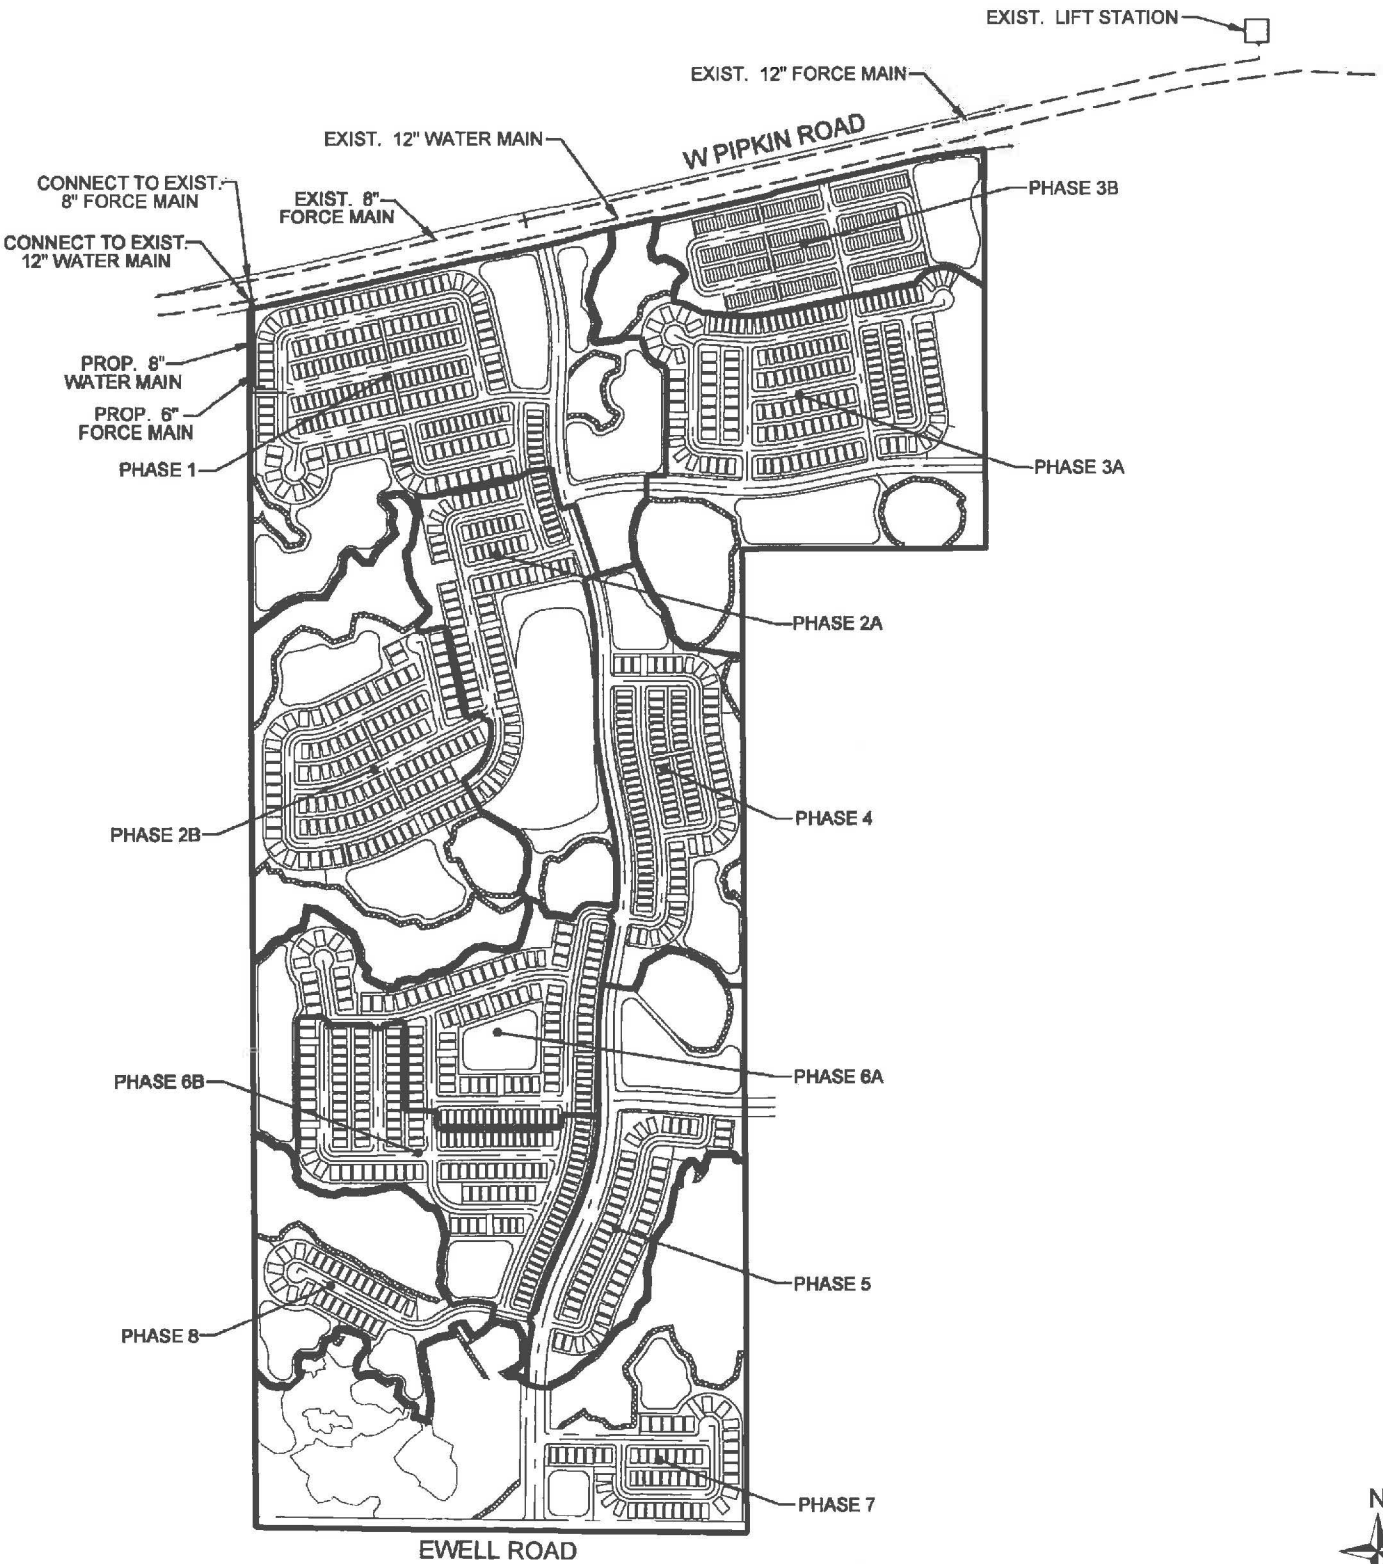 EXIST. LIFT STATION
EXIST. 12" FORCE MAIN
W PIPKIN ROAD
EXIST. 12" WATER MAIN
CONNECT TO EXIST.
8" FORCE MAIN
EXIST. 8"
FORCE MAIN
PHASE 3B
CONNECT TO EXIST.
12" WATER MAIN
PROP. 8"
WATER MAIN
PROP. 6"
FORCE MAIN
PHASE 1
PHASE 3A
PHASE 2A
PHASE 2B
PHASE 4
PHASE 6B
PHASE 6A
PHASE 5
PHASE 8
PHASE 7
N
EWELL ROAD